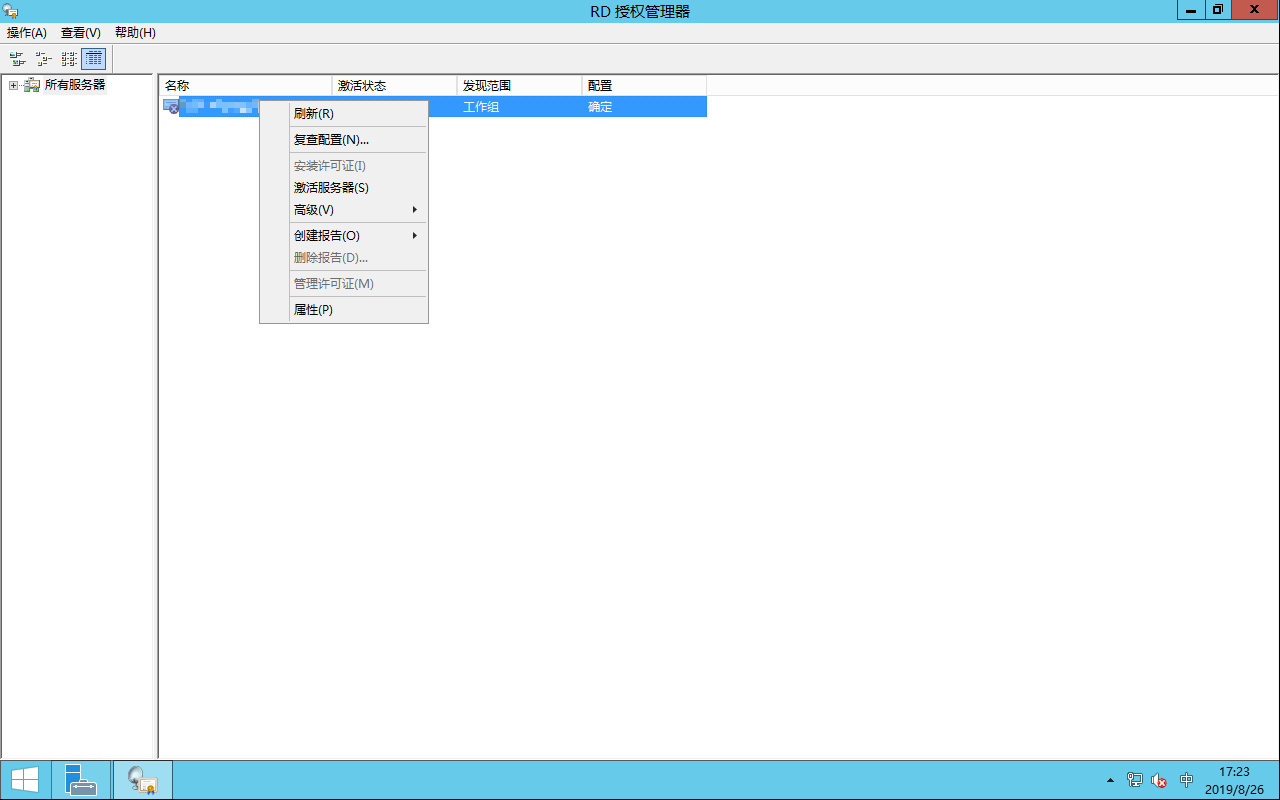 RD 授权管理器
操作(A) 查看(V) 帮助(H)
所有服务器
名称 激活状态 发现范围 配置
工作组 确定
刷新(R)
复查配置(N)...
安装许可证(I)
激活服务器(S)
高级(V)
创建报告(O)
删除报告(D)...
管理许可证(M)
属性(P)
中
17:23
2019/8/26